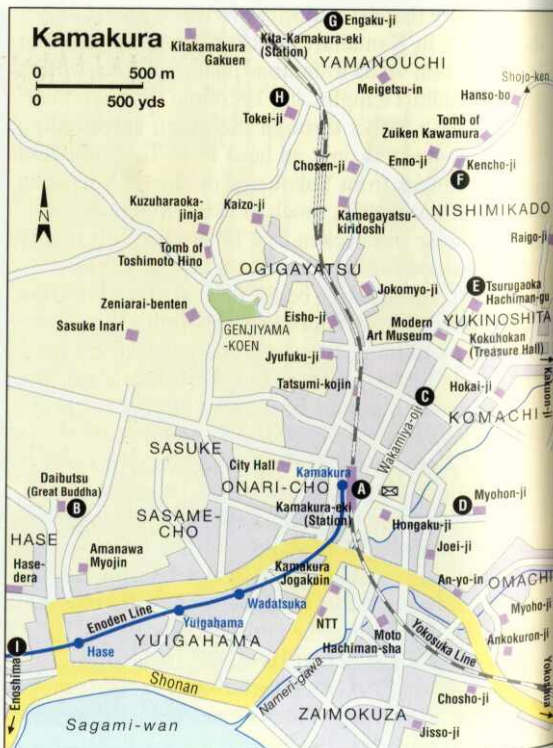 Kamakura
0 500 m
0 500 yds
N
Kitakamakura
Gakuen
Kita-Kamakura-eki
(Station)
G
Engaku-ji
YAMANOUCHI
Meigetsu-in
Shojo-ken.
Hanso-bo
H
Tokei-ji
Tomb of
Zuiken Kawamura
Enno-ji
Chosen-ji
Kencho-ji
F
Kuzuharaoka-
jinja
Kaizo-ji
Kamegayatsu-
kiridoshi
NISHIMIKADO
Raigo-ji
Tomb of
Toshimoto Hino
OGIGAYATSU
E
Tsurugaoka
Hachiman-gu
Jokomyo-ji
YUKINOSHITA
Zeniarai-benten
Sasuke Inari
GENJIYAMA
-KOEN
Eisho-ji
Modern
Art Museum
Kokuhokan
(Treasure Hall)
Jyufuku-ji
Kakuon-ji
Tatsumi-kojin
C
Wakamiya-oji
Hokai-ji
KOMACHI
SASUKE
City Hall
Kamakura
ONARI-CHO
A
Daibutsu
(Great Buddha)
B
Kamakura-eki
(Station)
D
Myohon-ji
SASAME-
CHO
Hongaku-ji
HASE
Amanawa
Myojin
Joei-ji
Hase-
dera
Kamakura
Jogakuin
An-yo-in
OMACHI
Wadatsuka
Enoden Line
Yuigahama
NTT
Myoho-ji
YUIGAHAMA
Moto
Hachiman-sha
Yokosuka Line
Ankokuron-ji
I
Hase
Enoshima
Shonan
Nameri-gawa
Chosho-ji
Yokosuka
ZAIMOKUZA
Sagami-wan
Jisso-ji